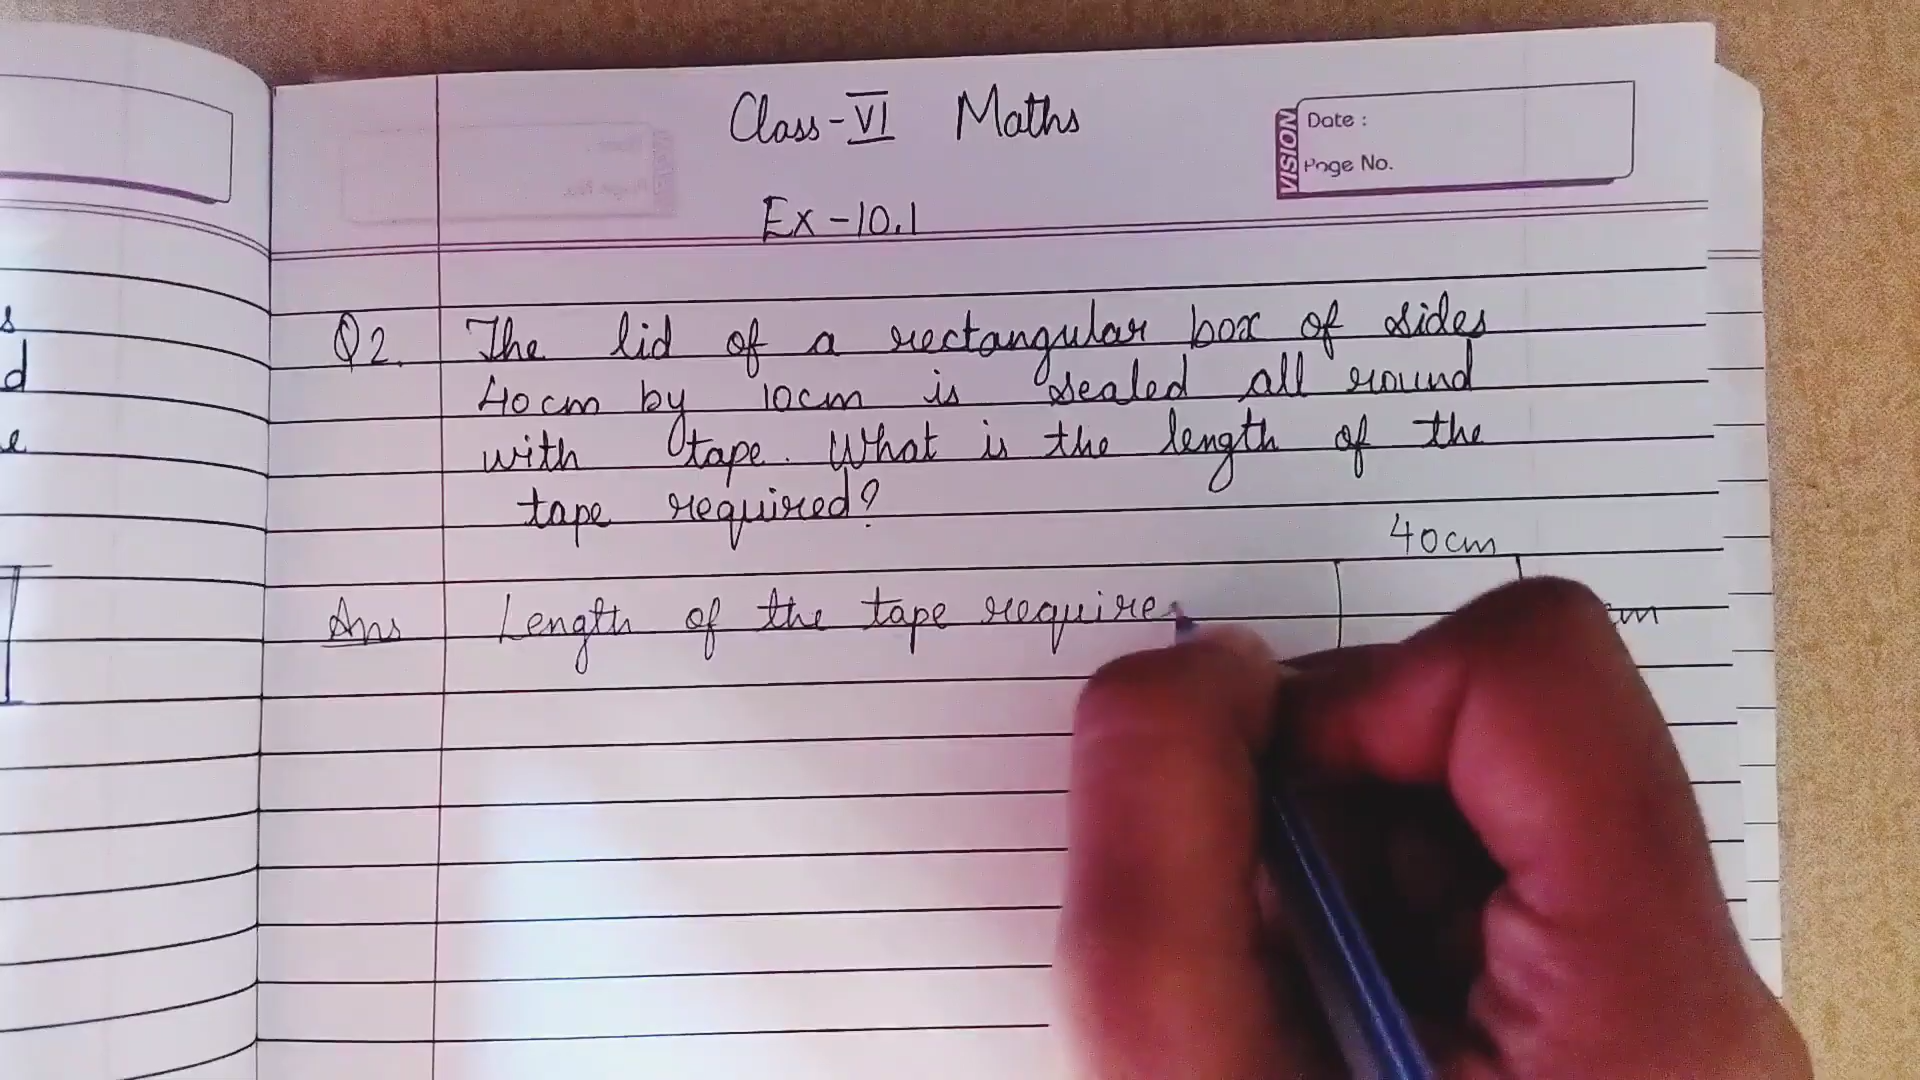 Class-VI Maths
VISION
Date :
Page No.
Ex-10.1
Q2. The lid of a rectangular box of sides
40cm by 10cm is sealed all round
with tape. What is the length of the
tape required?
40cm
cm
Ans Length of the tape require
s
d
e